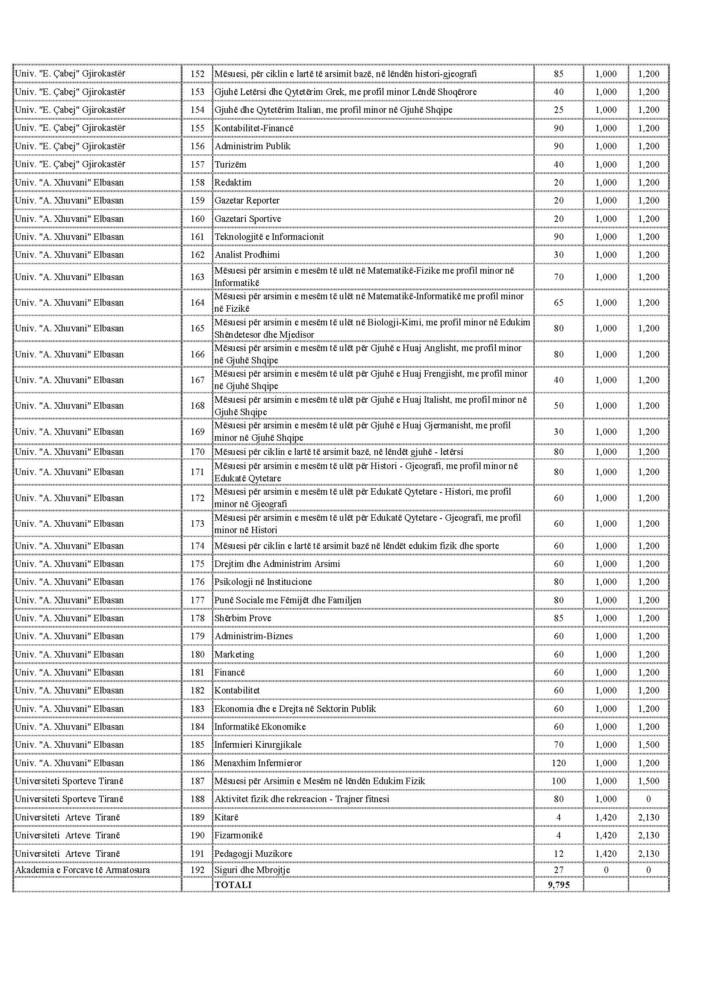 Univ. "E. Çabej" Gjirokastër 152 Mësuesi, për ciklin e lartë të arsimit bazë, në lëndën histori-gjeografi 85 1,000 1,200
Univ. "E. Çabej" Gjirokastër 153 Gjuhë Letërsi dhe Qytetërim Grek, me profil minor Lëndë Shoqërore 40 1,000 1,200
Univ. "E. Çabej" Gjirokastër 154 Gjuhë dhe Qytetërim Italian, me profil minor në Gjuhë Shqipe 25 1,000 1,200
Univ. "E. Çabej" Gjirokastër 155 Kontabilitet-Financë 90 1,000 1,200
Univ. "E. Çabej" Gjirokastër 156 Administrim Publik 90 1,000 1,200
Univ. "E. Çabej" Gjirokastër 157 Turizëm 40 1,000 1,200
Univ. "A. Xhuvani" Elbasan 158 Redaktim 20 1,000 1,200
Univ. "A. Xhuvani" Elbasan 159 Gazetar Reporter 20 1,000 1,200
Univ. "A. Xhuvani" Elbasan 160 Gazetari Sportive 20 1,000 1,200
Univ. "A. Xhuvani" Elbasan 161 Teknologjitë e Informacionit 90 1,000 1,200
Univ. "A. Xhuvani" Elbasan 162 Analist Prodhimi 30 1,000 1,200
Univ. "A. Xhuvani" Elbasan 163 Mësuesi për arsimin e mesëm të ulët në Matematikë-Fizike me profil minor në
Informatikë 70 1,000 1,200
Univ. "A. Xhuvani" Elbasan 164 Mësuesi për arsimin e mesëm të ulët në Matematikë-Informatikë me profil minor
në Fizikë 65 1,000 1,200
Univ. "A. Xhuvani" Elbasan 165 Mësuesi për arsimin e mesëm të ulët në Biologji-Kimi, me profil minor në Edukim
Shëndetesor dhe Mjedisor 80 1,000 1,200
Univ. "A. Xhuvani" Elbasan 166 Mësuesi për arsimin e mesëm të ulët për Gjuhë e Huaj Anglisht, me profil minor
në Gjuhë Shqipe 80 1,000 1,200
Univ. "A. Xhuvani" Elbasan 167 Mësuesi për arsimin e mesëm të ulët për Gjuhë e Huaj Frengjisht, me profil minor
në Gjuhë Shqipe 40 1,000 1,200
Univ. "A. Xhuvani" Elbasan 168 Mësuesi për arsimin e mesëm të ulët për Gjuhë e Huaj Italisht, me profil minor në
Gjuhë Shqipe 50 1,000 1,200
Univ. "A. Xhuvani" Elbasan 169 Mësuesi për arsimin e mesëm të ulët për Gjuhë e Huaj Gjermanisht, me profil
minor në Gjuhë Shqipe 30 1,000 1,200
Univ. "A. Xhuvani" Elbasan 170 Mësuesi për ciklin e lartë të arsimit bazë, në lëndët gjuhë - letërsi 80 1,000 1,200
Univ. "A. Xhuvani" Elbasan 171 Mësuesi për arsimin e mesëm të ulët për Histori - Gjeografi, me profil minor në
Edukatë Qytetare 80 1,000 1,200
Univ. "A. Xhuvani" Elbasan 172 Mësuesi për arsimin e mesëm të ulët për Edukatë Qytetare - Histori, me profil
minor në Gjeografi 60 1,000 1,200
Univ. "A. Xhuvani" Elbasan 173 Mësuesi për arsimin e mesëm të ulët për Edukatë Qytetare - Gjeografi, me profil
minor në Histori 60 1,000 1,200
Univ. "A. Xhuvani" Elbasan 174 Mësuesi për ciklin e lartë të arsimit bazë në lëndët edukim fizik dhe sporte 60 1,000 1,200
Univ. "A. Xhuvani" Elbasan 175 Drejtim dhe Administrim Arsimi 60 1,000 1,200
Univ. "A. Xhuvani" Elbasan 176 Psikologji në Institucione 80 1,000 1,200
Univ. "A. Xhuvani" Elbasan 177 Punë Sociale me Fëmijët dhe Familjen 80 1,000 1,200
Univ. "A. Xhuvani" Elbasan 178 Shërbim Prove 85 1,000 1,200
Univ. "A. Xhuvani" Elbasan 179 Administrim-Biznes 60 1,000 1,200
Univ. "A. Xhuvani" Elbasan 180 Marketing 60 1,000 1,200
Univ. "A. Xhuvani" Elbasan 181 Financë 60 1,000 1,200
Univ. "A. Xhuvani" Elbasan 182 Kontabilitet 60 1,000 1,200
Univ. "A. Xhuvani" Elbasan 183 Ekonomia dhe e Drejta në Sektorin Publik 60 1,000 1,200
Univ. "A. Xhuvani" Elbasan 184 Informatikë Ekonomike 60 1,000 1,200
Univ. "A. Xhuvani" Elbasan 185 Infermieri Kirurgjikale 70 1,000 1,500
Univ. "A. Xhuvani" Elbasan 186 Menaxhim Infermieror 120 1,000 1,200
Universiteti Sporteve Tiranë 187 Mësuesi për Arsimin e Mesëm në lëndën Edukim Fizik 100 1,000 1,500
Universiteti Sporteve Tiranë 188 Aktivitet fizik dhe rekreacion - Trajner fitnesi 80 1,000 0
Universiteti Arteve Tiranë 189 Kitarë 4 1,420 2,130
Universiteti Arteve Tiranë 190 Fizarmonikë 4 1,420 2,130
Universiteti Arteve Tiranë 191 Pedagogji Muzikore 12 1,420 2,130
Akademia e Forcave të Armatosura 192 Siguri dhe Mbrojtje 27 0 0
TOTALI 9,795